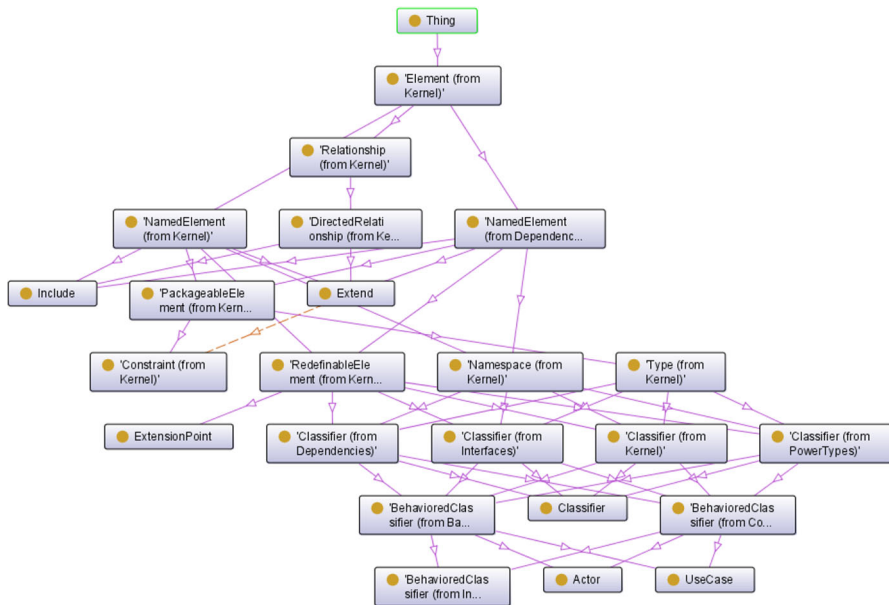 Thing
'Element (from
Kernel)'
'Relationship
(from Kernel)'
'NamedElement
(from Kernel)'
'DirectedRelati
onship (from Ke...
'NamedElement
(from Dependenc...
Include
'PackageableEle
ment (from Kern...
Extend
'Constraint (from
Kernel)'
'RedefinableEle
ment (from Kern...
'Namespace (from
Kernel)'
'Type (from
Kernel)'
ExtensionPoint
'Classifier (from
Dependencies)'
'Classifier (from
Interfaces)'
'Classifier (from
Kernel)'
'Classifier (from
PowerTypes)'
'BehavioredClas
sifier (from Ba...
Classifier
'BehavioredClas
sifier (from Co...
'BehavioredClas
sifier (from In...
Actor
UseCase